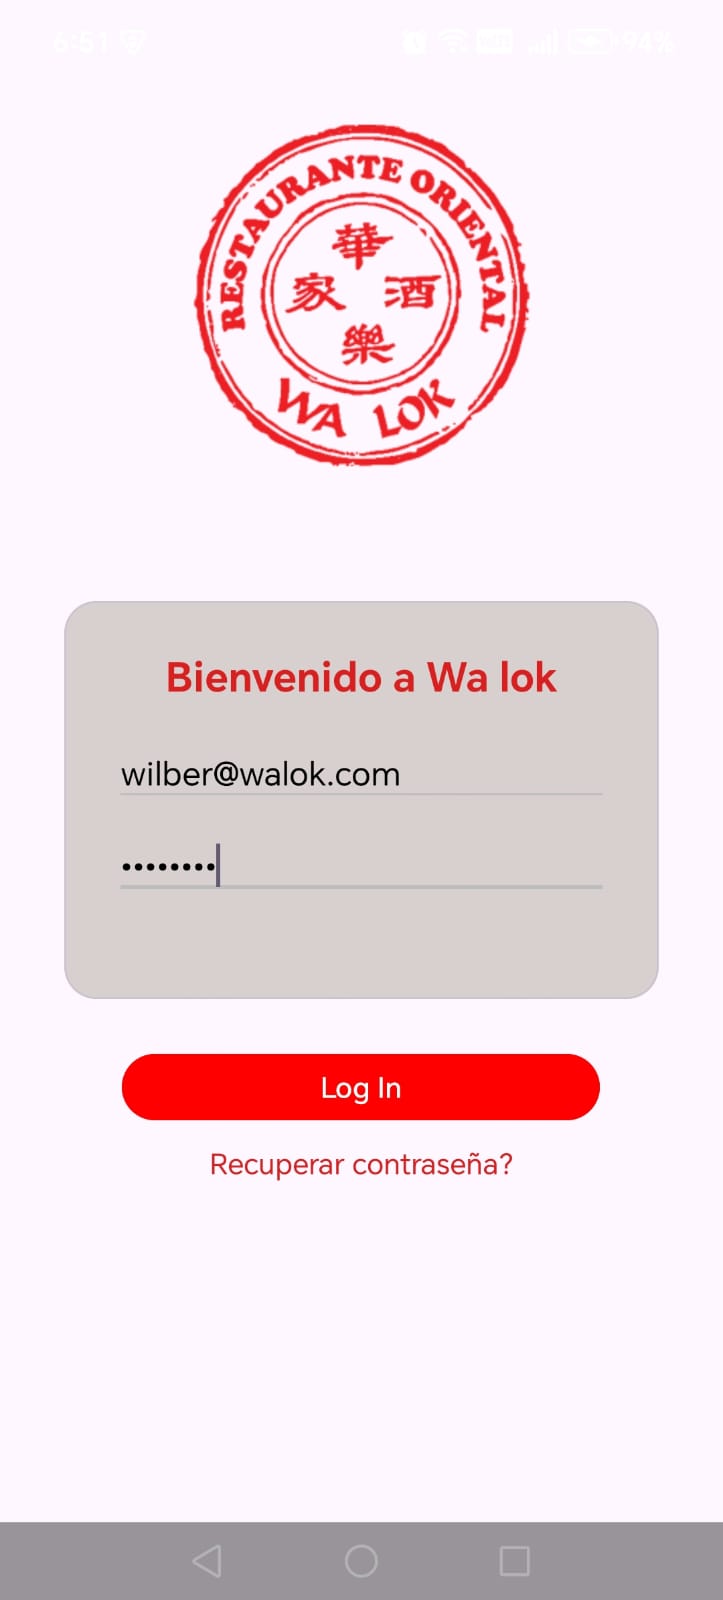 6:51
94%
RESTAURANTE ORIENTAL
華
家 酒
樂
WA LOK
Bienvenido a Wa lok
wilber@walok.com
••••••••
Log In
Recuperar contraseña?